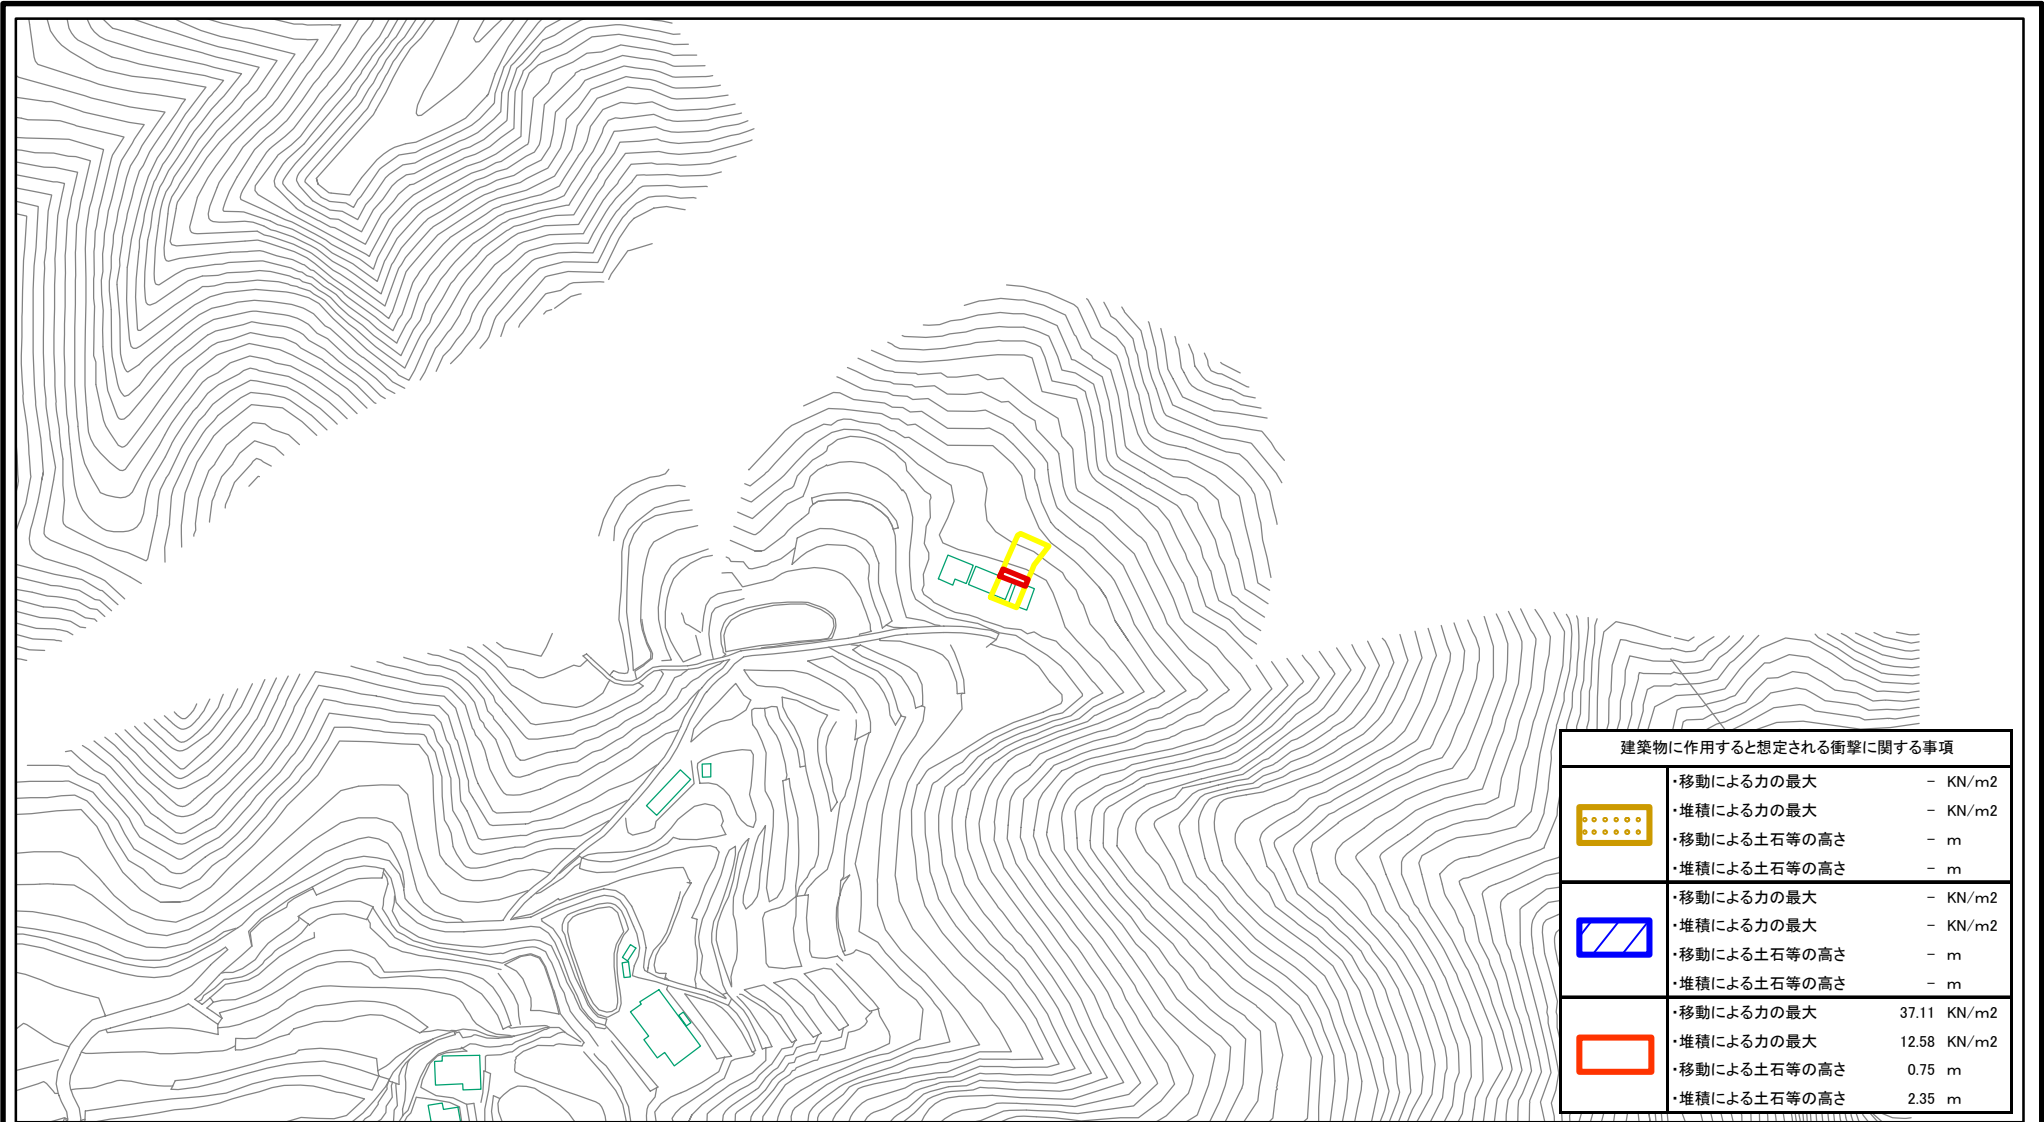 建築物に作用すると想定される衝撃に関する事項
・移動による力の最大 - KN/m2
・堆積による力の最大 - KN/m2
・移動による土石等の高さ - m
・堆積による土石等の高さ - m
・移動による力の最大 - KN/m2
・堆積による力の最大 - KN/m2
・移動による土石等の高さ - m
・堆積による土石等の高さ - m
・移動による力の最大 37.11 KN/m2
・堆積による力の最大 12.58 KN/m2
・移動による土石等の高さ 0.75 m
・堆積による土石等の高さ 2.35 m